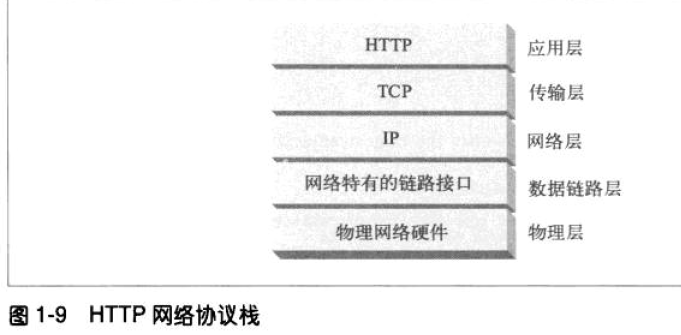 HTTP 应用层
TCP 传输层
IP 网络层
网络特有的链路接口 数据链路层
物理网络硬件 物理层
图 1-9 HTTP 网络协议栈